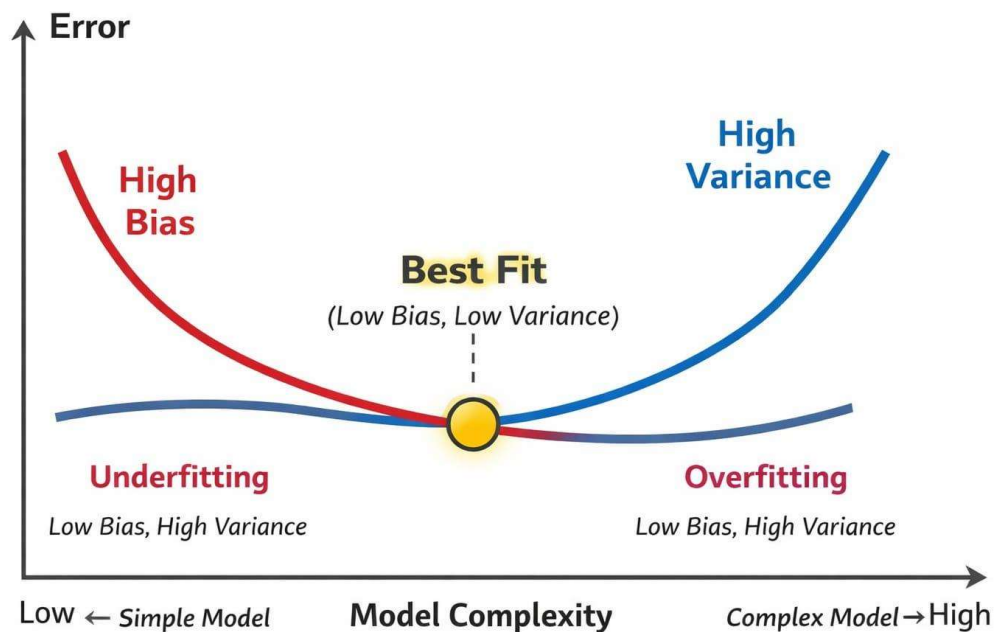 Error
High
Bias
High
Variance
Best Fit
(Low Bias, Low Variance)
Underfitting
Low Bias, High Variance
Overfitting
Low Bias, High Variance
Low ← Simple Model
Model Complexity
Complex Model → High